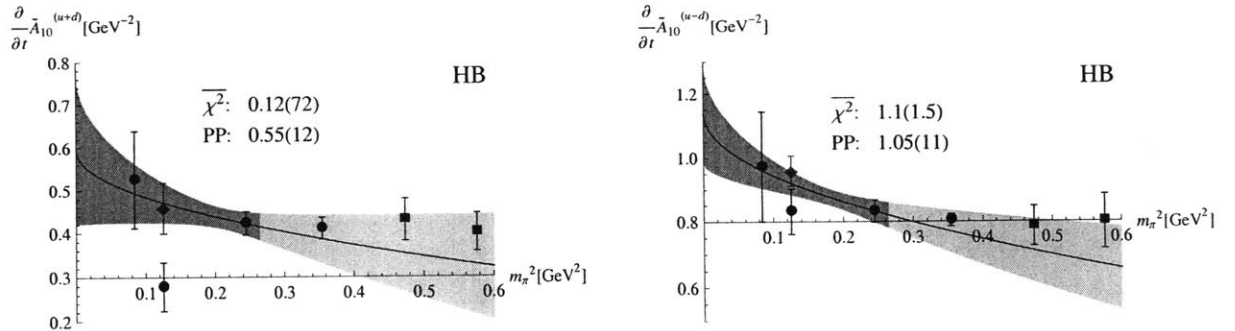 ∂/∂t Ã₁₀⁽ᵘ⁺ᵈ⁾[GeV⁻²]
0.8
HB
0.7
χ²: 0.12(72)
PP: 0.55(12)
0.6
0.5
0.4
0.3
mπ²[GeV²]
0.1 0.2 0.3 0.4 0.5 0.6
0.2
∂/∂t Ã₁₀⁽ᵘ⁻ᵈ⁾[GeV⁻²]
HB
1.2
χ²: 1.1(1.5)
PP: 1.05(11)
1.0
0.8
mπ²[GeV²]
0.1 0.2 0.3 0.4 0.5 0.6
0.6